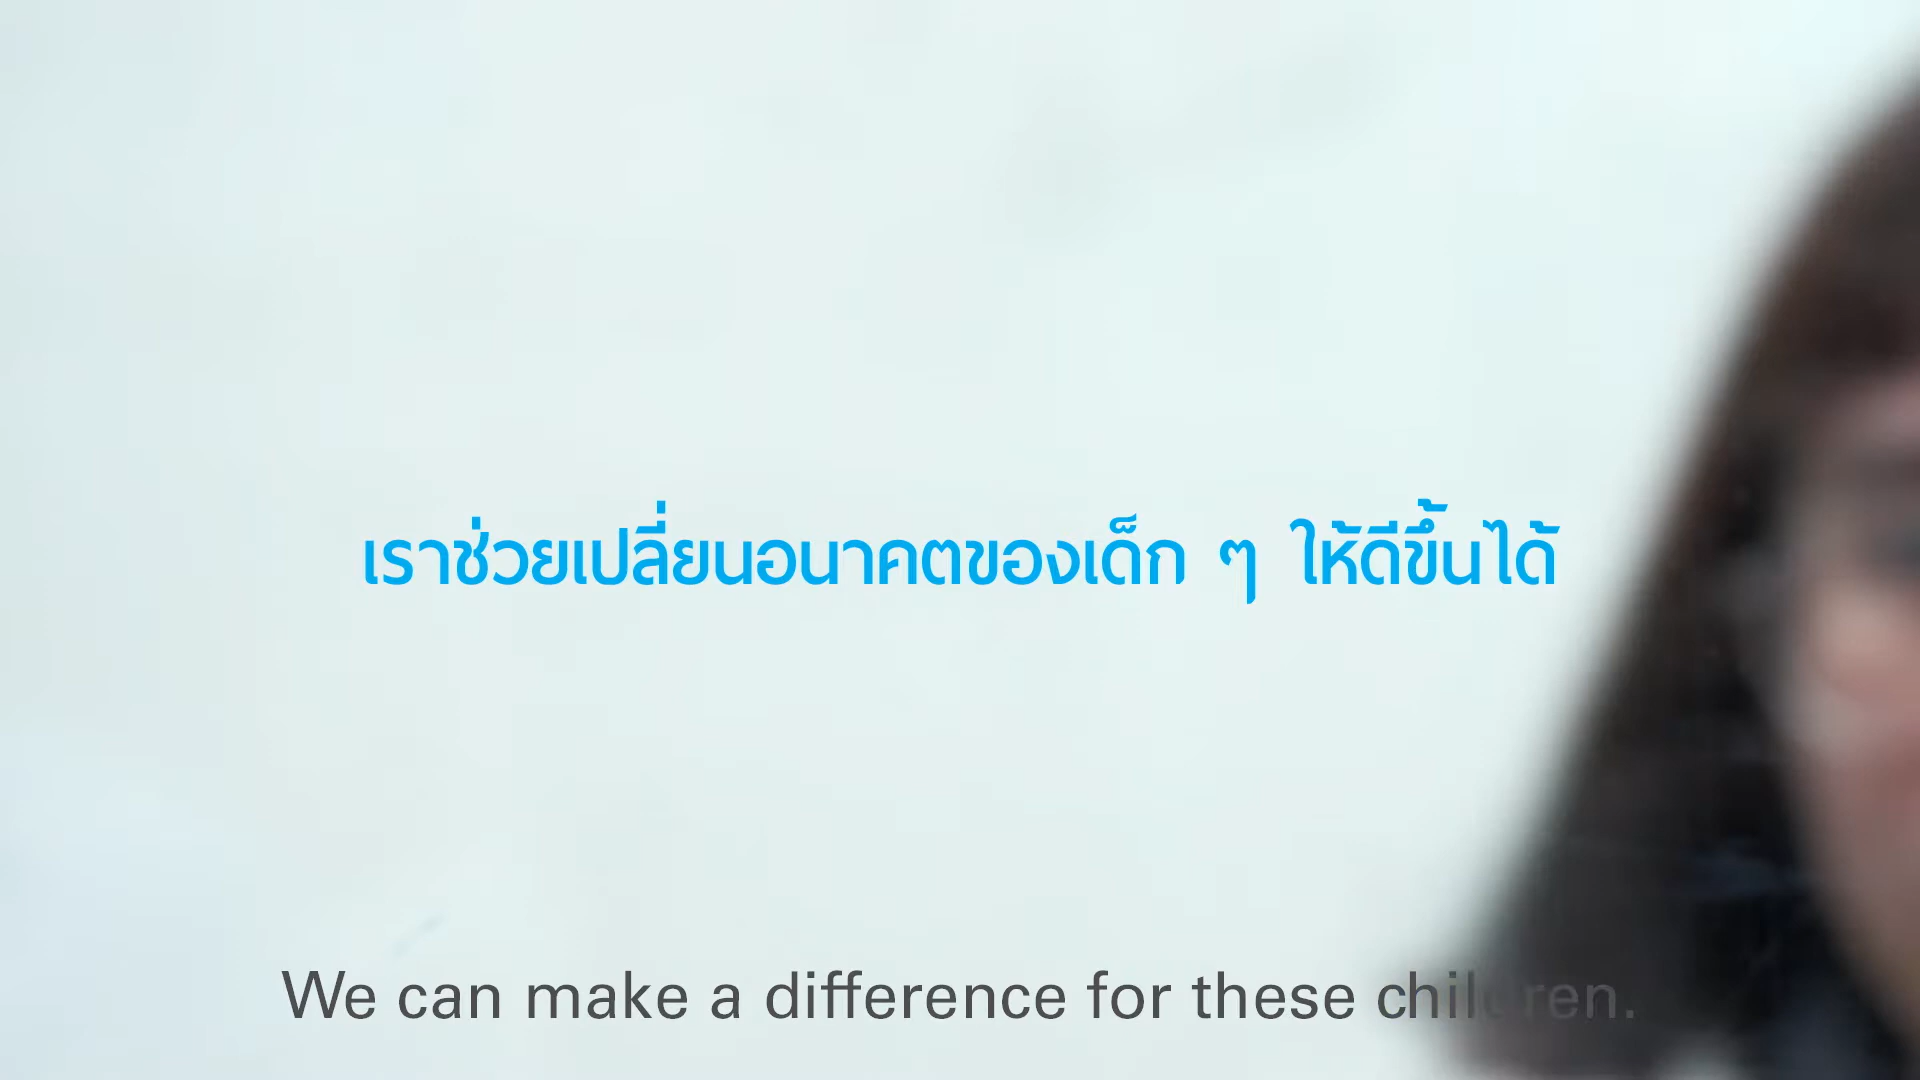 เราช่วยเปลี่ยนอนาคตของเด็ก ๆ ให้ดีขึ้นได้
We can make a difference for these children.